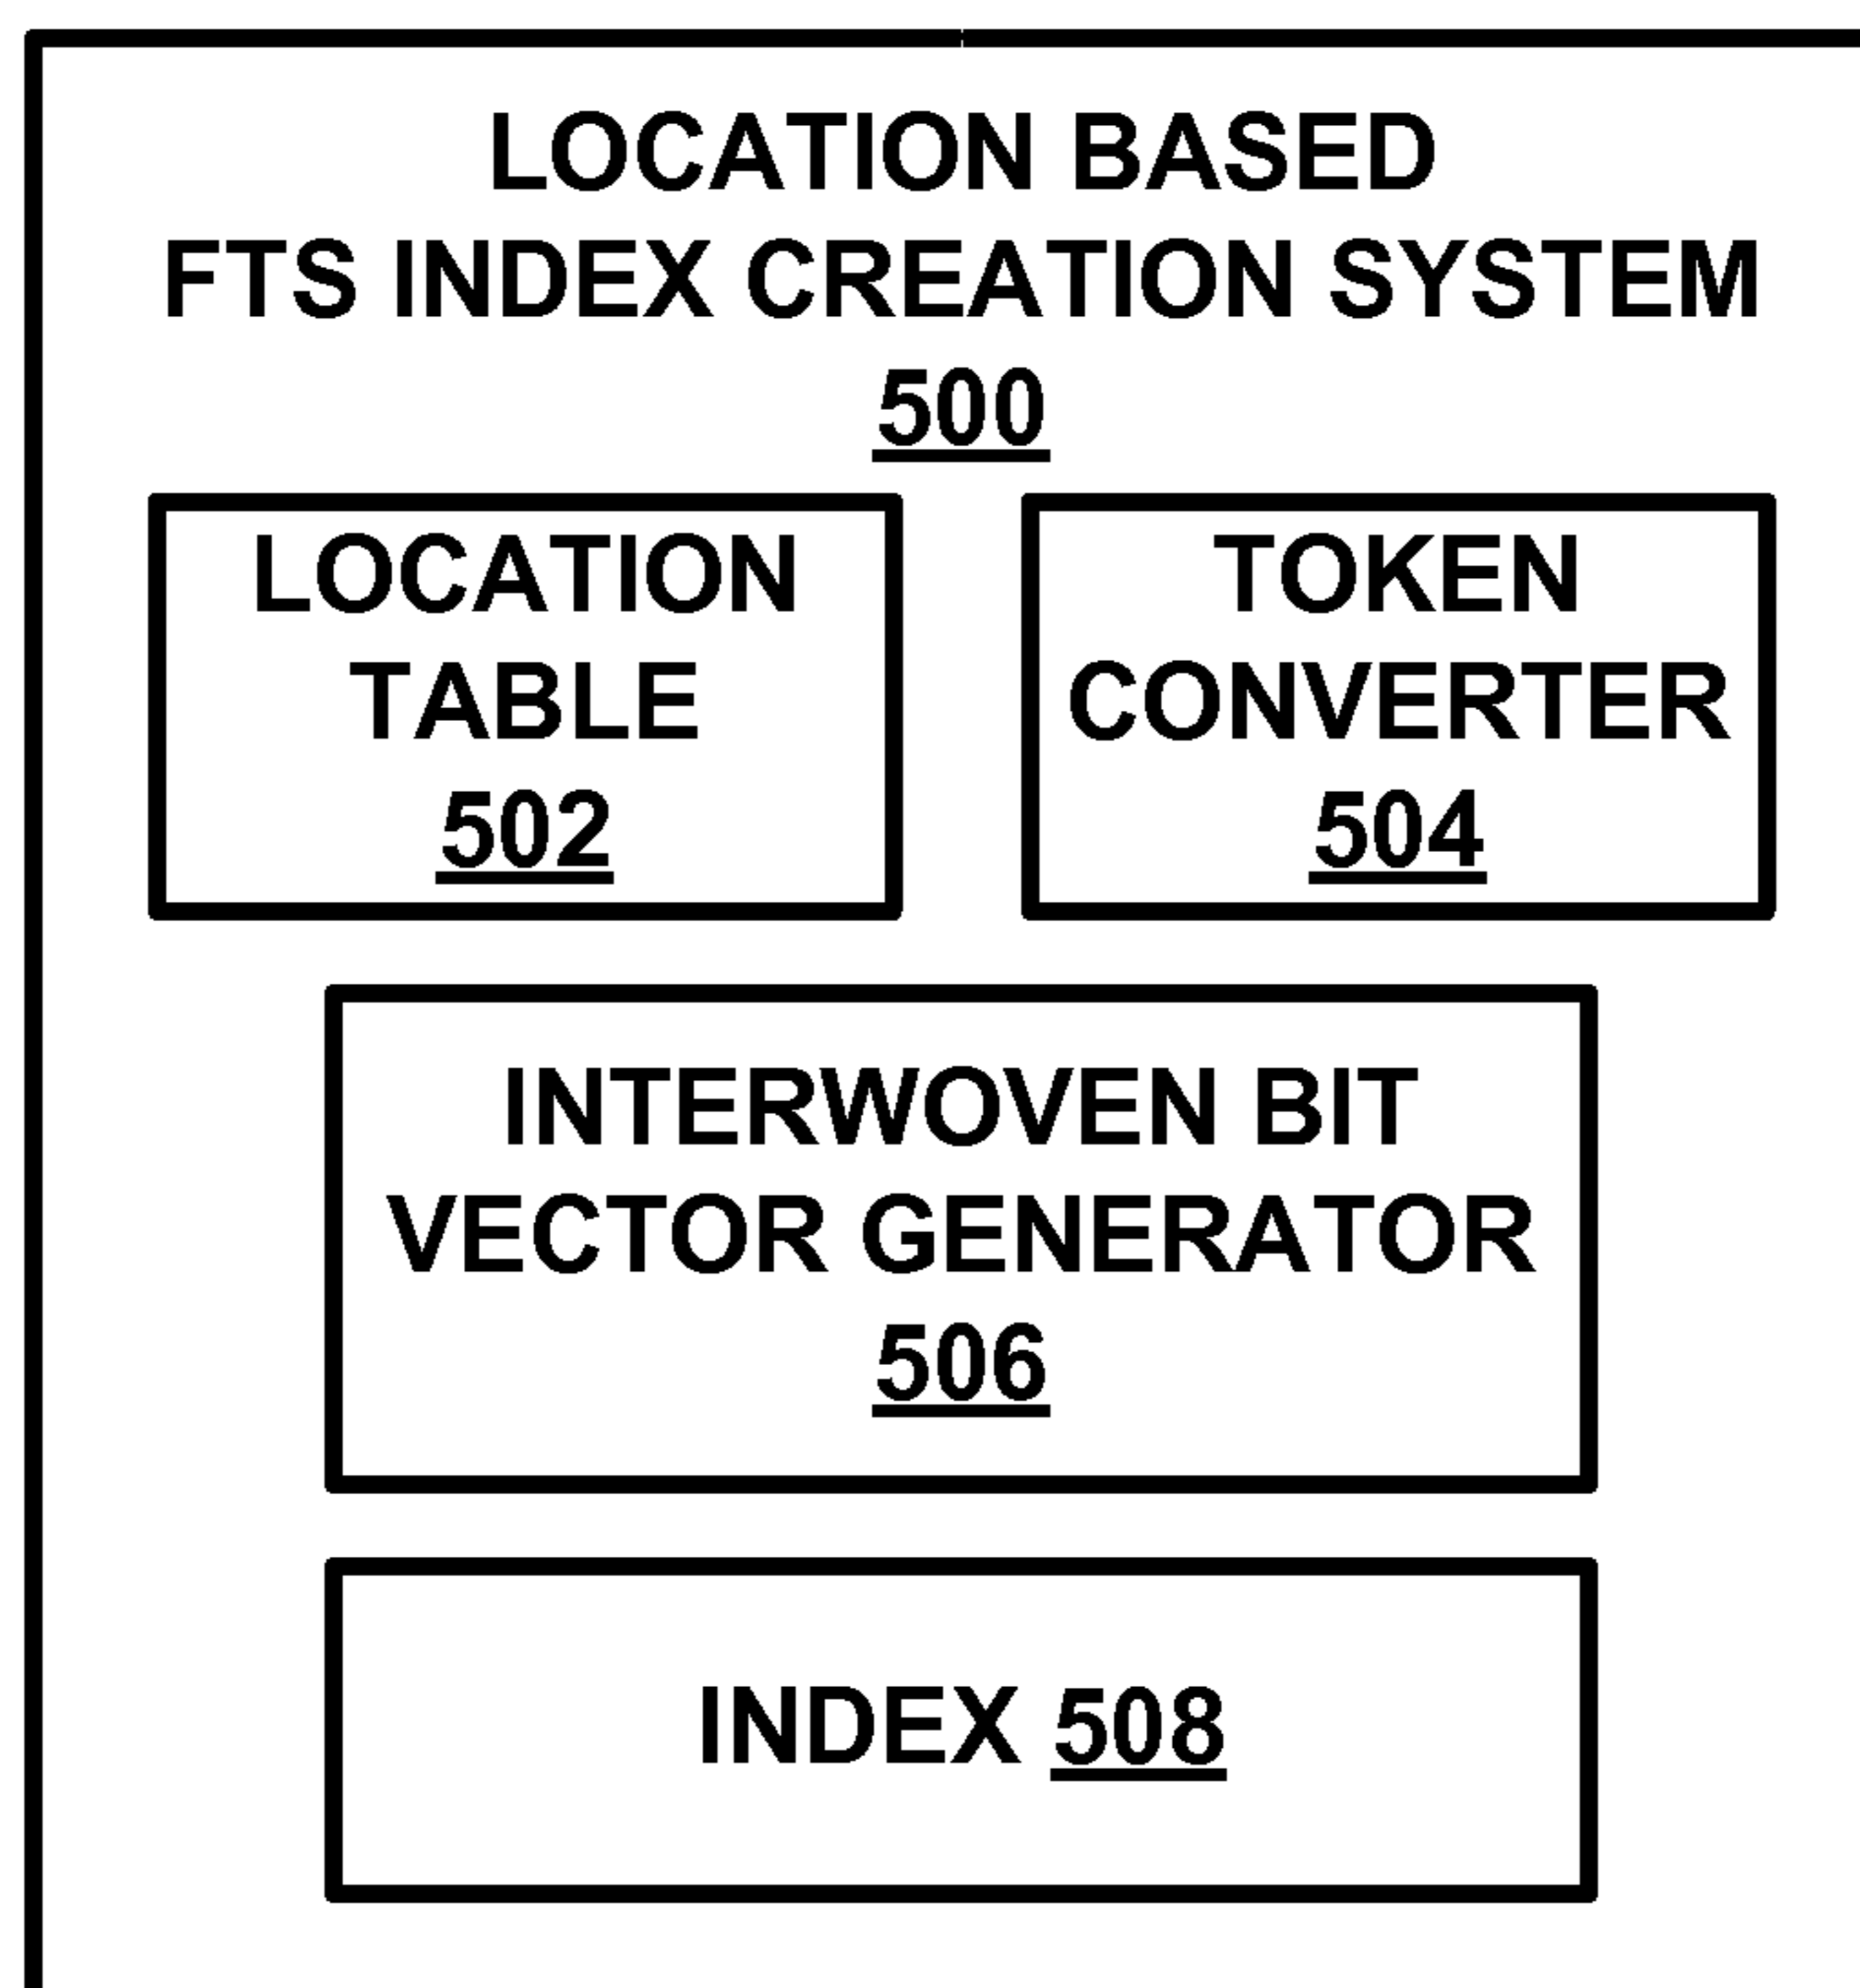 LOCATION BASED
FTS INDEX CREATION SYSTEM
500
LOCATION
TABLE
502
TOKEN
CONVERTER
504
INTERWOVEN BIT
VECTOR GENERATOR
506
INDEX 508